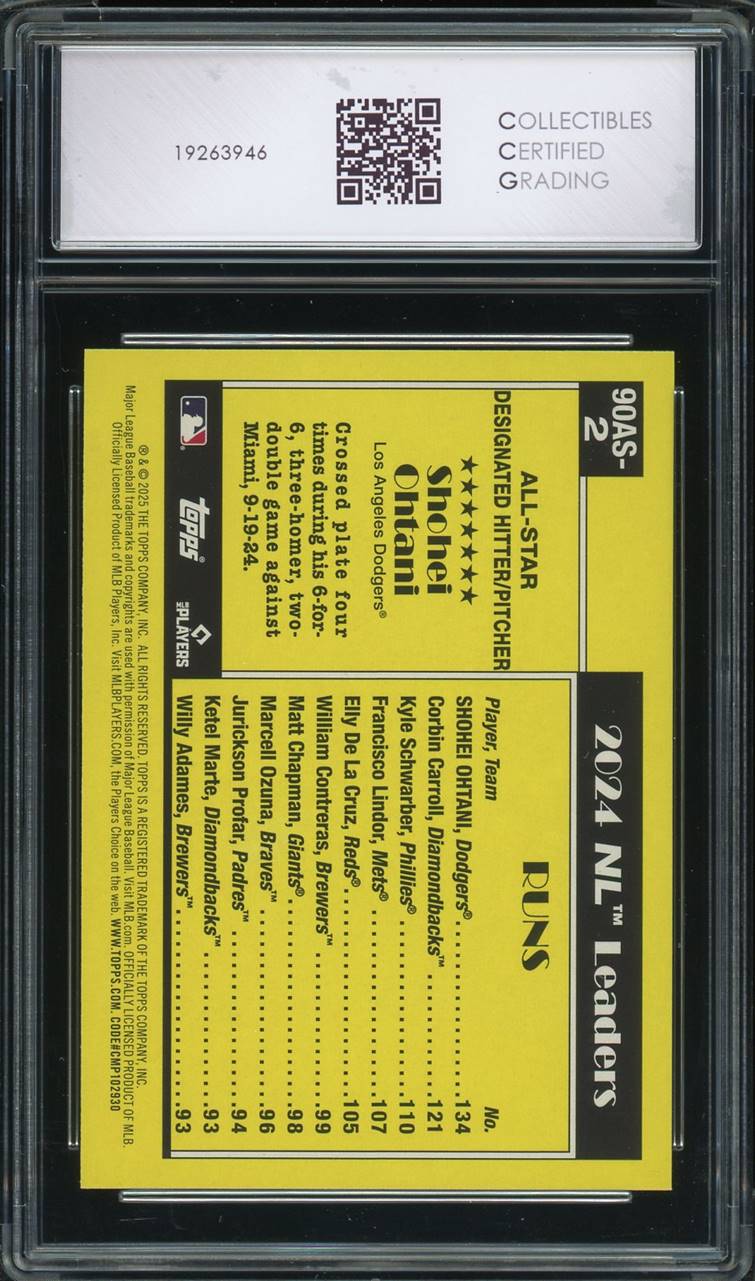 19263946
COLLECTIBLES
CERTIFIED
GRADING
90AS-
2
ALL-STAR
DESIGNATED HITTER/PITCHER
★★★★★★★
Shohei
Ohtani
Los Angeles Dodgers®
Crossed plate four
times during his 6-for-
6, three-homer, two-
double game against
Miami, 9-19-24.
topps®
MLB PLAYERS
2024 NL™ Leaders
RUNS
Player, Team No.
SHOHEI OHTANI, Dodgers® 134
Corbin Carroll, Diamondbacks™ 121
Kyle Schwarber, Phillies® 110
Francisco Lindor, Mets® 107
Elly De La Cruz, Reds® 105
William Contreras, Brewers™ 99
Matt Chapman, Giants® 98
Marcell Ozuna, Braves™ 96
Jurickson Profar, Padres™ 94
Ketel Marte, Diamondbacks™ 93
Willy Adames, Brewers™ 93
® & © 2025 THE TOPPS COMPANY, INC. ALL RIGHTS RESERVED. TOPPS IS A REGISTERED TRADEMARK OF THE TOPPS COMPANY, INC.
Major League Baseball trademarks and copyrights are used with permission of Major League Baseball. Visit MLB.com. OFFICIALLY LICENSED PRODUCT OF MLB
Officially Licensed Product of MLB Players, Inc. Visit MLBPLAYERS.COM, the Players Choice on the web. WWW.TOPPS.COM. CODE#CMP102930